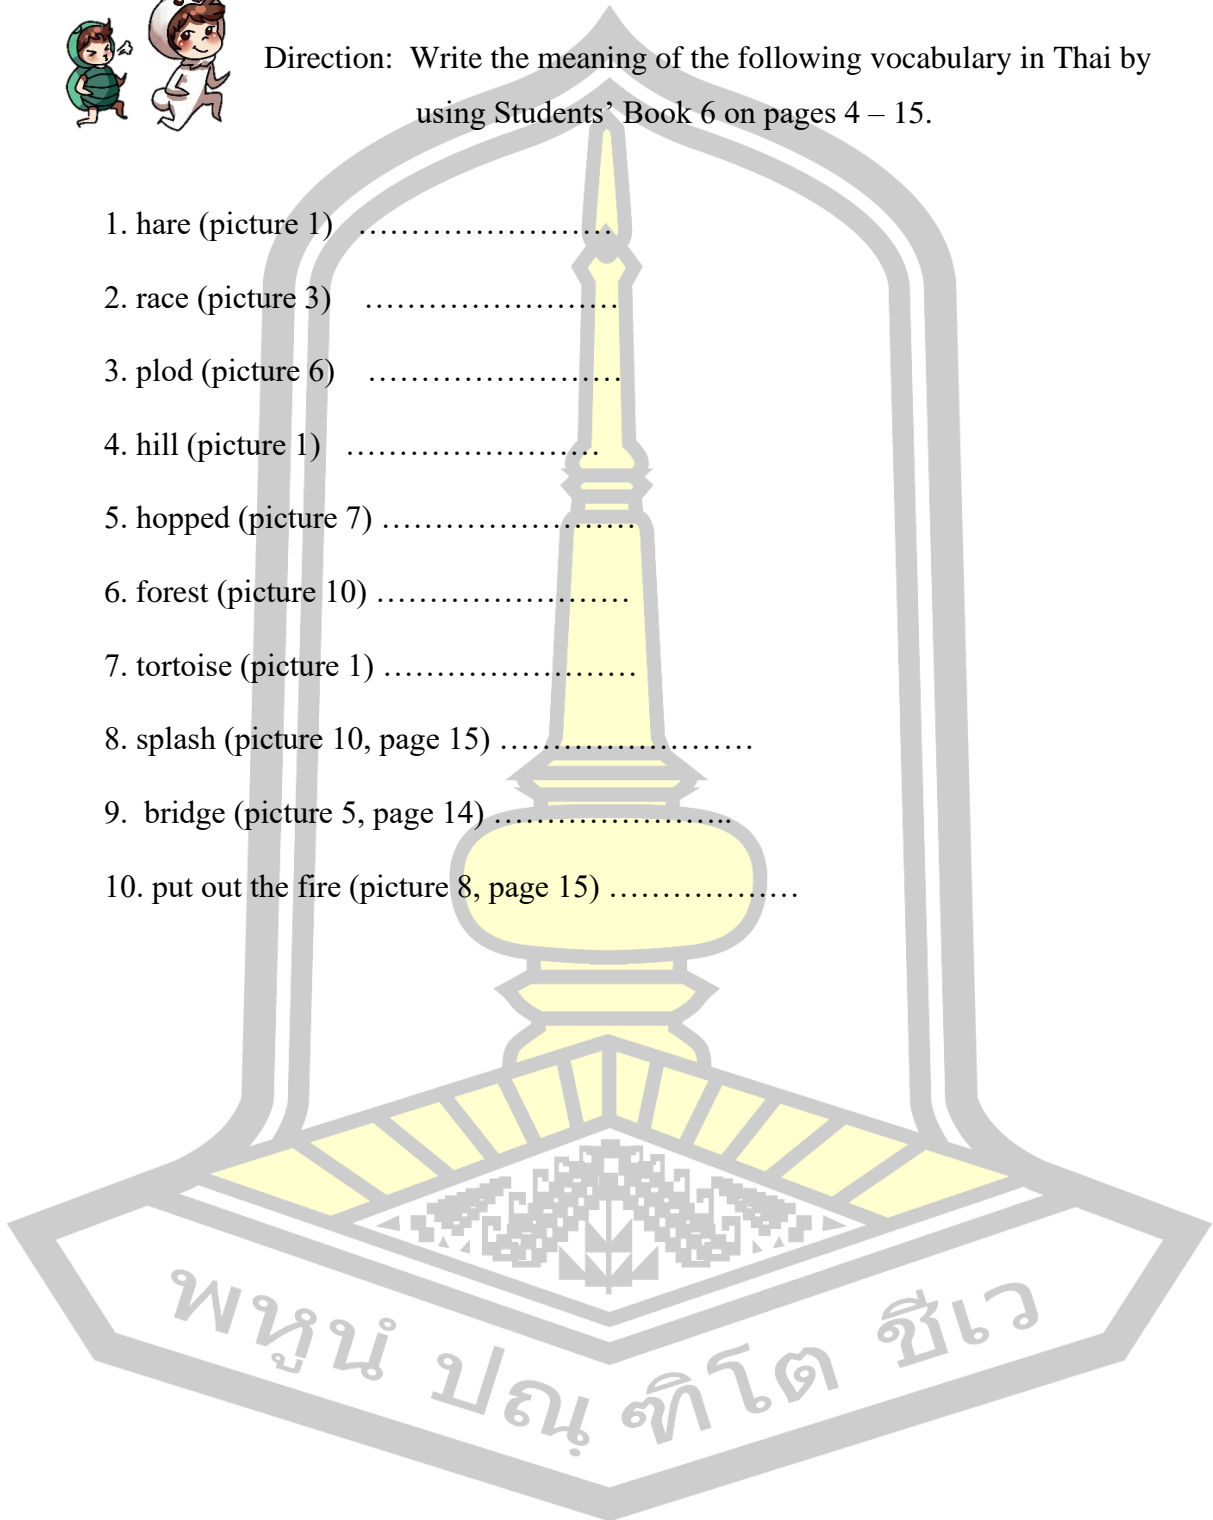 Direction:  Write the meaning of the following vocabulary in Thai by
using Students’ Book 6 on pages 4 – 15.
1. hare (picture 1)   ……………………
2. race (picture 3)    ……………………
3. plod (picture 6)    ……………………
4. hill (picture 1)   ……………………
5. hopped (picture 7) ……………………
6. forest (picture 10) ……………………
7. tortoise (picture 1) ……………………
8. splash (picture 10, page 15) ……………………
9.  bridge (picture 5, page 14) …………………..
10. put out the fire (picture 8, page 15) ………………
พหูนํ ปณฺฑิโต ชีเว